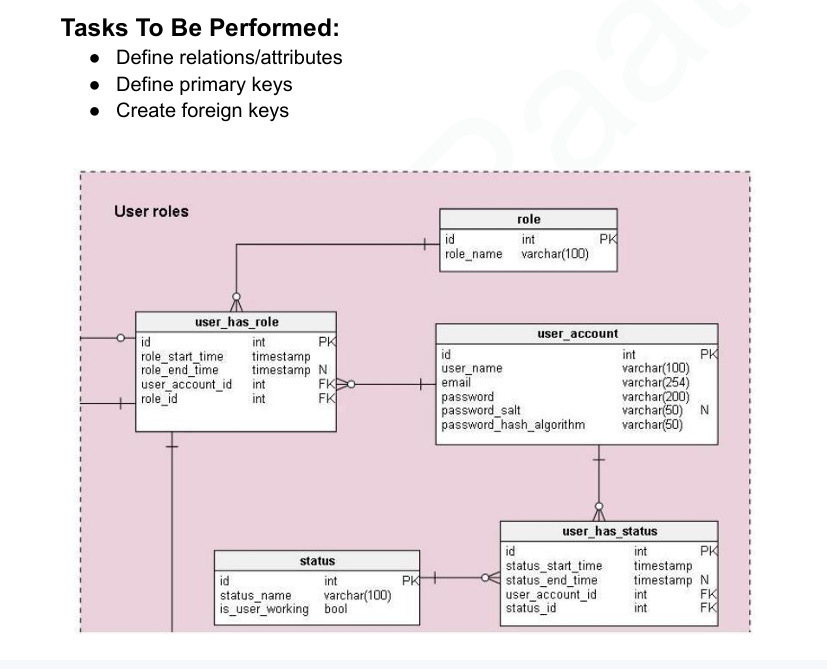 Tasks To Be Performed:
● Define relations/attributes
● Define primary keys
● Create foreign keys
User roles
role
id int PK
role_name varchar(100)
user_has_role
id int PK
role_start_time timestamp
role_end_time timestamp N
user_account_id int FK
role_id int FK
user_account
id int PK
user_name varchar(100)
email varchar(254)
password varchar(200)
password_salt varchar(50) N
password_hash_algorithm varchar(50)
user_has_status
id int PK
status_start_time timestamp
status_end_time timestamp N
user_account_id int FK
status_id int FK
status
id int PK
status_name varchar(100)
is_user_working bool